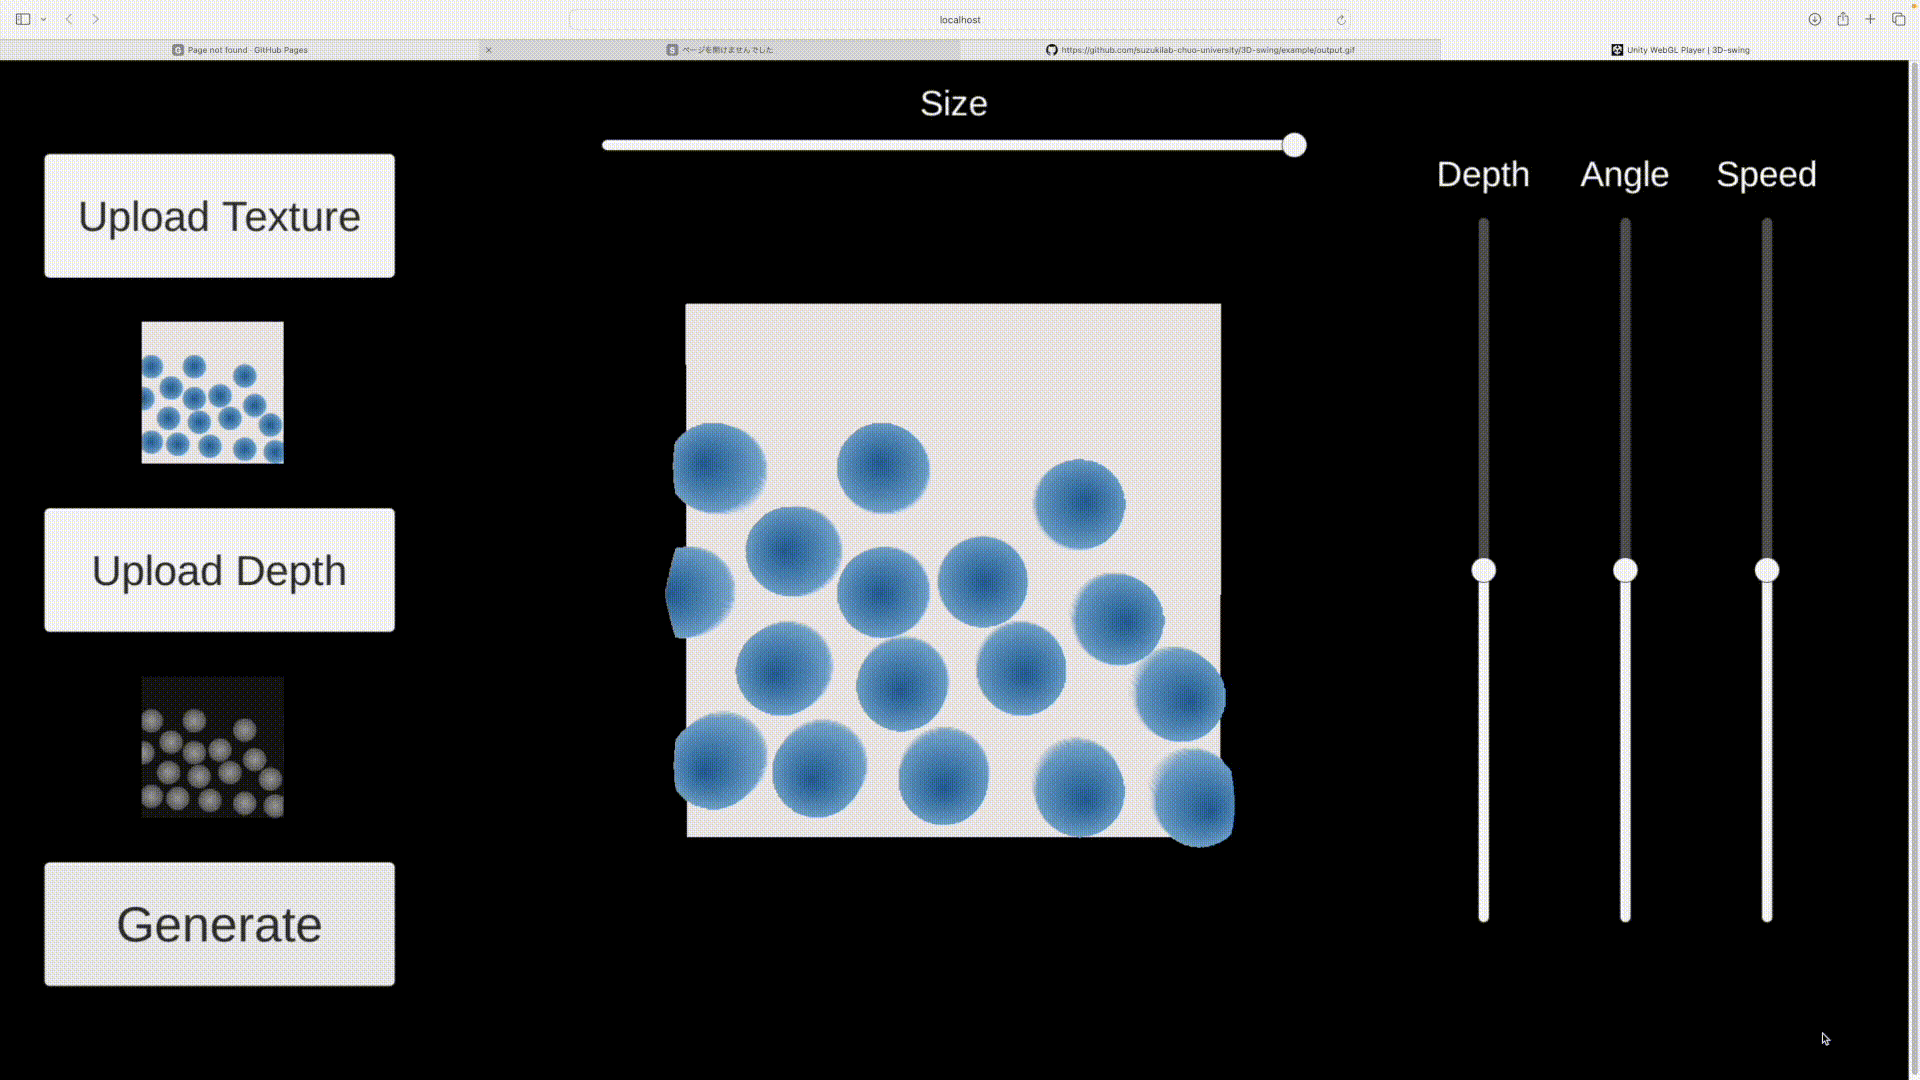 localhost
Page not found · GitHub Pages
S ページを開けませんでした
https://github.com/suzukilab-chuo-university/3D-swing/example/output.gif
Unity WebGL Player | 3D-swing
Size
Depth Angle Speed
Upload Texture
Upload Depth
Generate